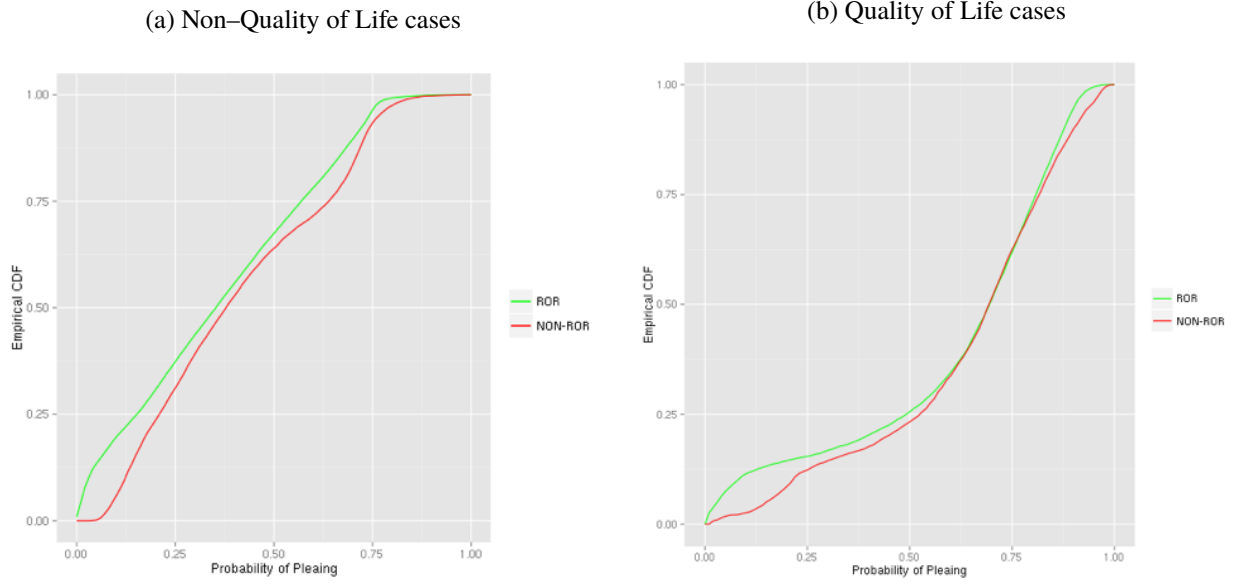 (a) Non–Quality of Life cases
1.00
0.75
0.50
0.25
0.00
Empirical CDF
0.00 0.25 0.50 0.75 1.00
Probability of Pleaing
ROR
NON-ROR
(b) Quality of Life cases
1.00
0.75
0.50
0.25
0.00
Empirical CDF
0.00 0.25 0.50 0.75 1.00
Probability of Pleaing
ROR
NON-ROR